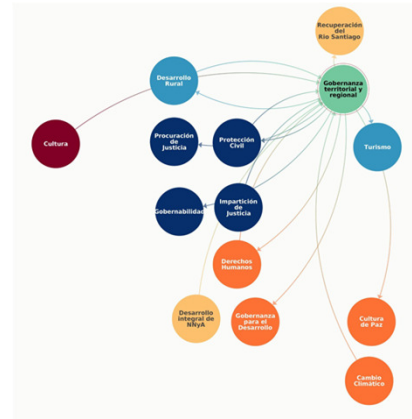 Recuperación
del
Río Santiago
Gobernanza
territorial y
regional
Desarrollo
Rural
Cultura
Procuración
de
Justicia
Protección
Civil
Turismo
Gobernabilidad
Impartición
de
Justicia
Derechos
Humanos
Desarrollo
integral de
NNyA
Gobernanza
para el
Desarrollo
Cultura
de Paz
Cambio
Climático